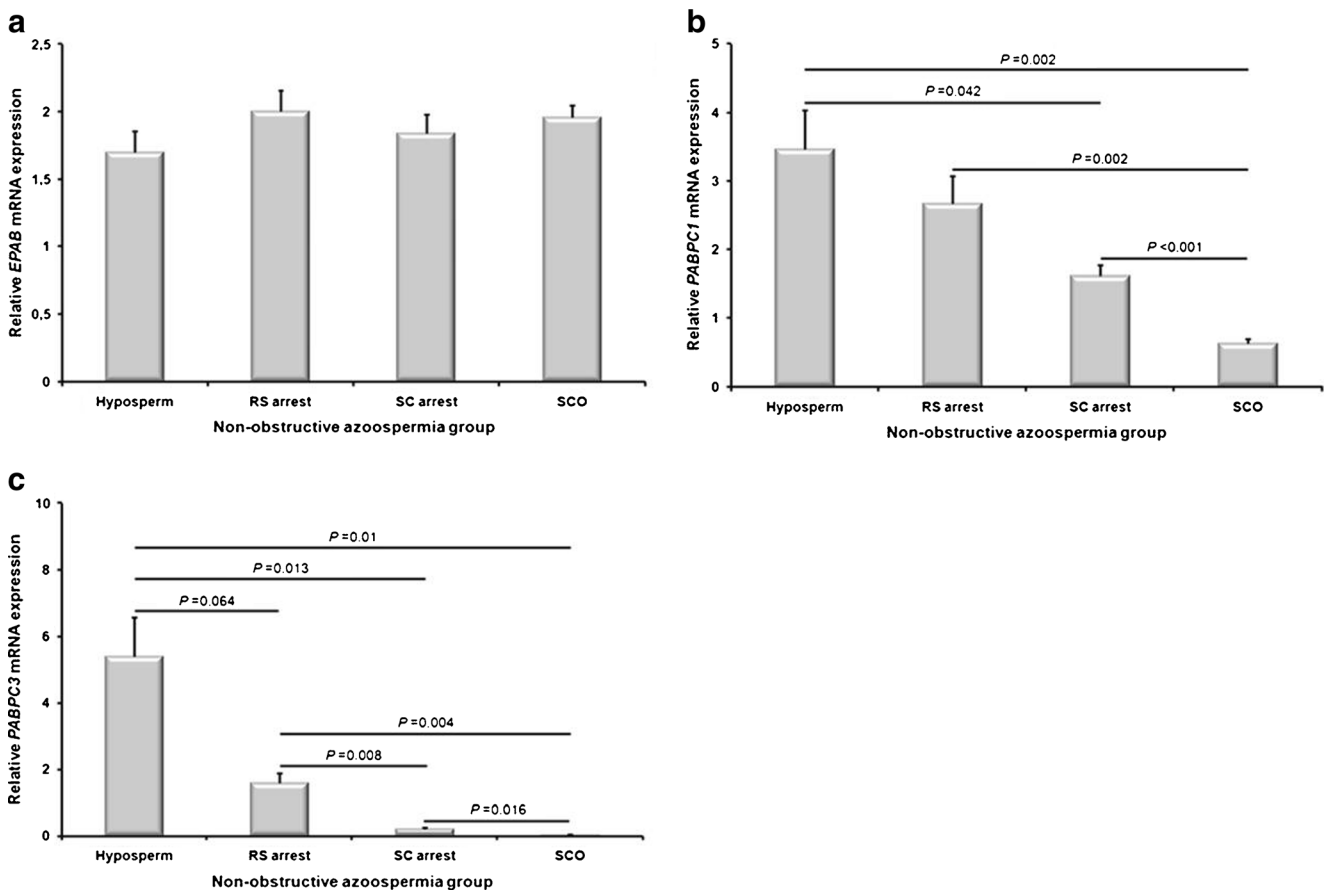 a
Relative EPAB mRNA expression
2.5
2
1.5
1
0.5
0
Hyposperm RS arrest SC arrest SCO
Non-obstructive azoospermia group
b
Relative PABPC1 mRNA expression
5
4
3
2
1
0
P =0.002
P =0.042
P =0.002
P <0.001
Hyposperm RS arrest SC arrest SCO
Non-obstructive azoospermia group
c
Relative PABPC3 mRNA expression
10
8
6
4
2
0
P =0.01
P =0.013
P =0.064
P =0.004
P =0.008
P =0.016
Hyposperm RS arrest SC arrest SCO
Non-obstructive azoospermia group